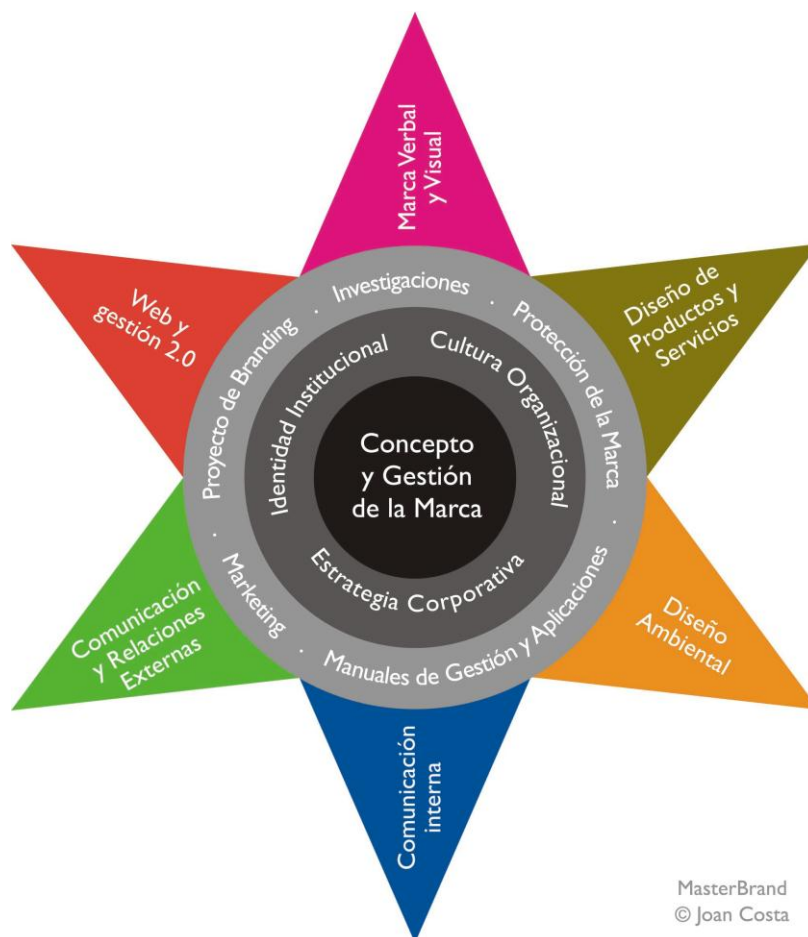 Marca Verbal
y Visual
Diseño de
Productos y
Servicios
Diseño
Ambiental
Comunicación
interna
Comunicación
y Relaciones
Externas
Web y
gestión 2.0
Proyecto de Branding · Investigaciones · Protección de la Marca ·
Marketing · Manuales de Gestión y Aplicaciones ·
Identidad Institucional
Cultura Organizacional
Estrategia Corporativa
Concepto
y Gestión
de la Marca
MasterBrand
© Joan Costa